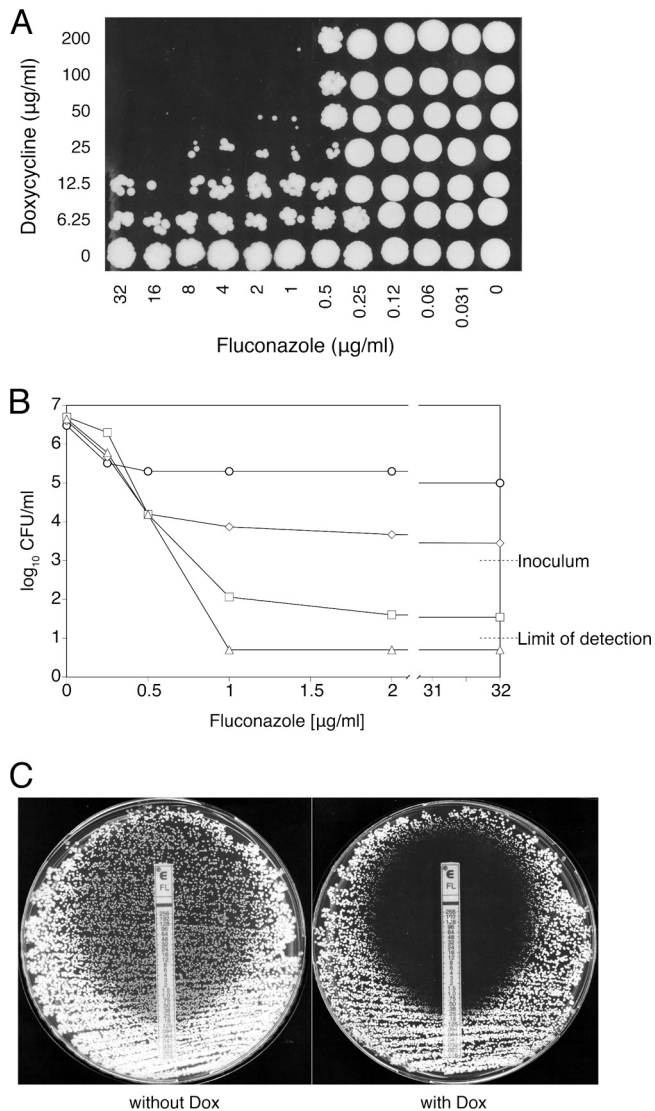 A
Doxycycline (µg/ml)
200
100
50
25
12.5
6.25
0
32 16 8 4 2 1 0.5 0.25 0.12 0.06 0.031 0
Fluconazole (µg/ml)
B
log10 CFU/ml
7
6
5
4
3
2
1
0
Inoculum
Limit of detection
0 0.5 1 1.5 2 31 32
Fluconazole [µg/ml]
C
E
FL
256
E
FL
256
without Dox
with Dox